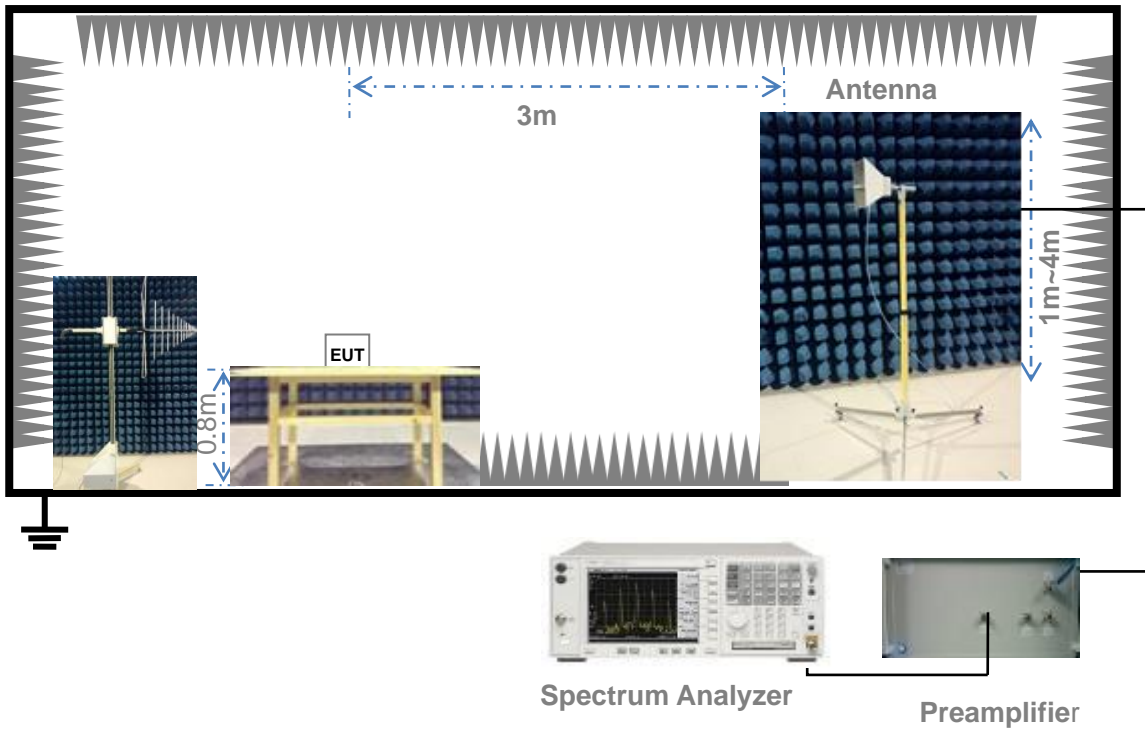 Antenna
3m
1m~4m
EUT
0.8m
Spectrum Analyzer
Preamplifier